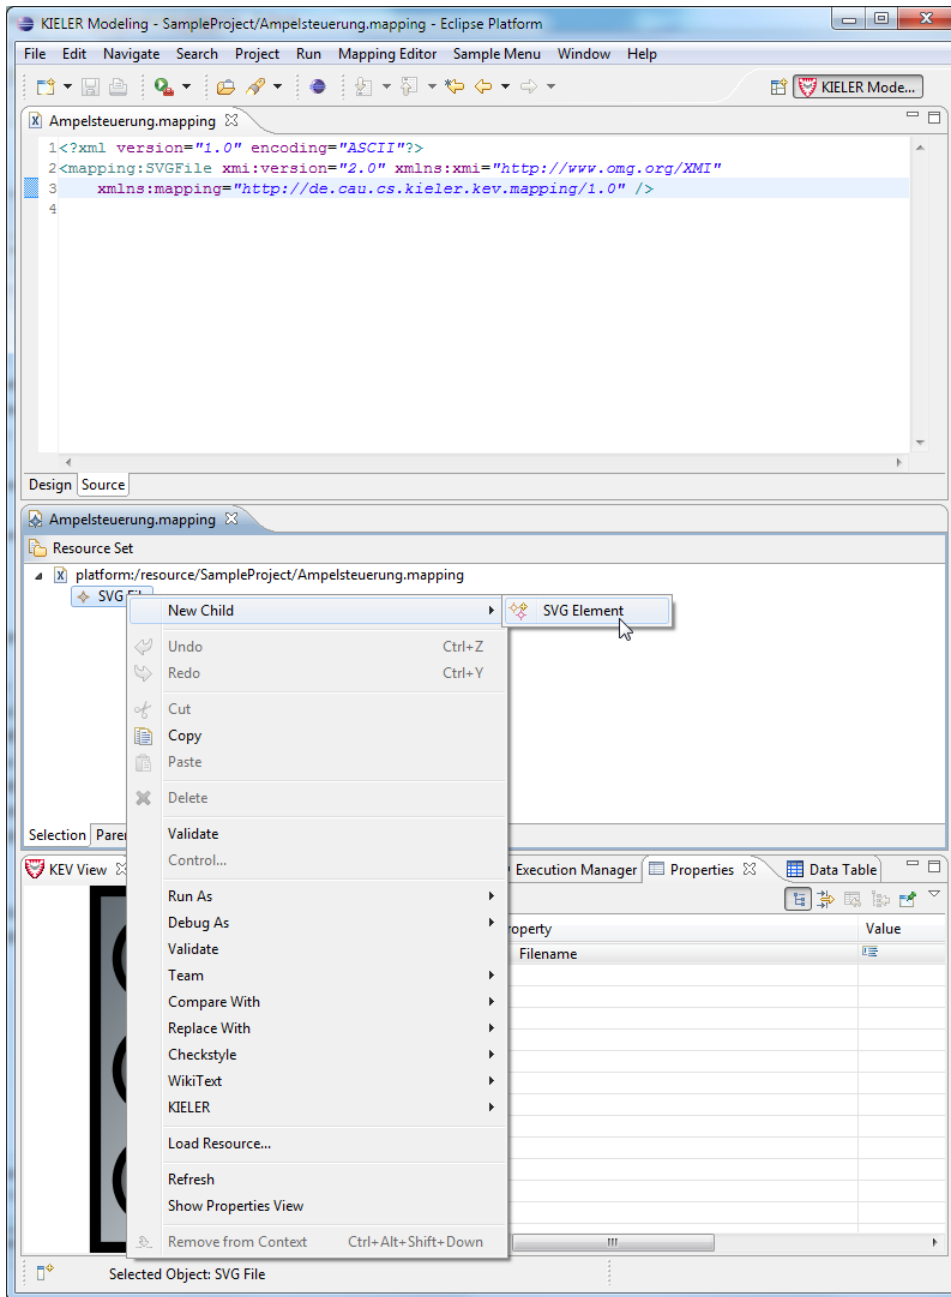 KIELER Modeling - SampleProject/Ampelsteuerung.mapping - Eclipse Platform
File Edit Navigate Search Project Run Mapping Editor Sample Menu Window Help
KIELER Mode...
Ampelsteuerung.mapping
1<?xml version="1.0" encoding="ASCII"?>
2<mapping:SVGFile xmi:version="2.0" xmlns:xmi="http://www.omg.org/XMI"
3 xmlns:mapping="http://de.cau.cs.kieler.kev.mapping/1.0" />
4
Design Source
Ampelsteuerung.mapping
Resource Set
platform:/resource/SampleProject/Ampelsteuerung.mapping
SVG Fil
New Child
SVG Element
Undo Ctrl+Z
Redo Ctrl+Y
Cut
Copy
Paste
Delete
Selection Pare
Validate
Control...
KEV View
Execution Manager Properties Data Table
Run As
Debug As
Validate
Team
Compare With
Replace With
Checkstyle
WikiText
KIELER
Load Resource...
Refresh
Show Properties View
Remove from Context Ctrl+Alt+Shift+Down
operty Value
Filename
Selected Object: SVG File